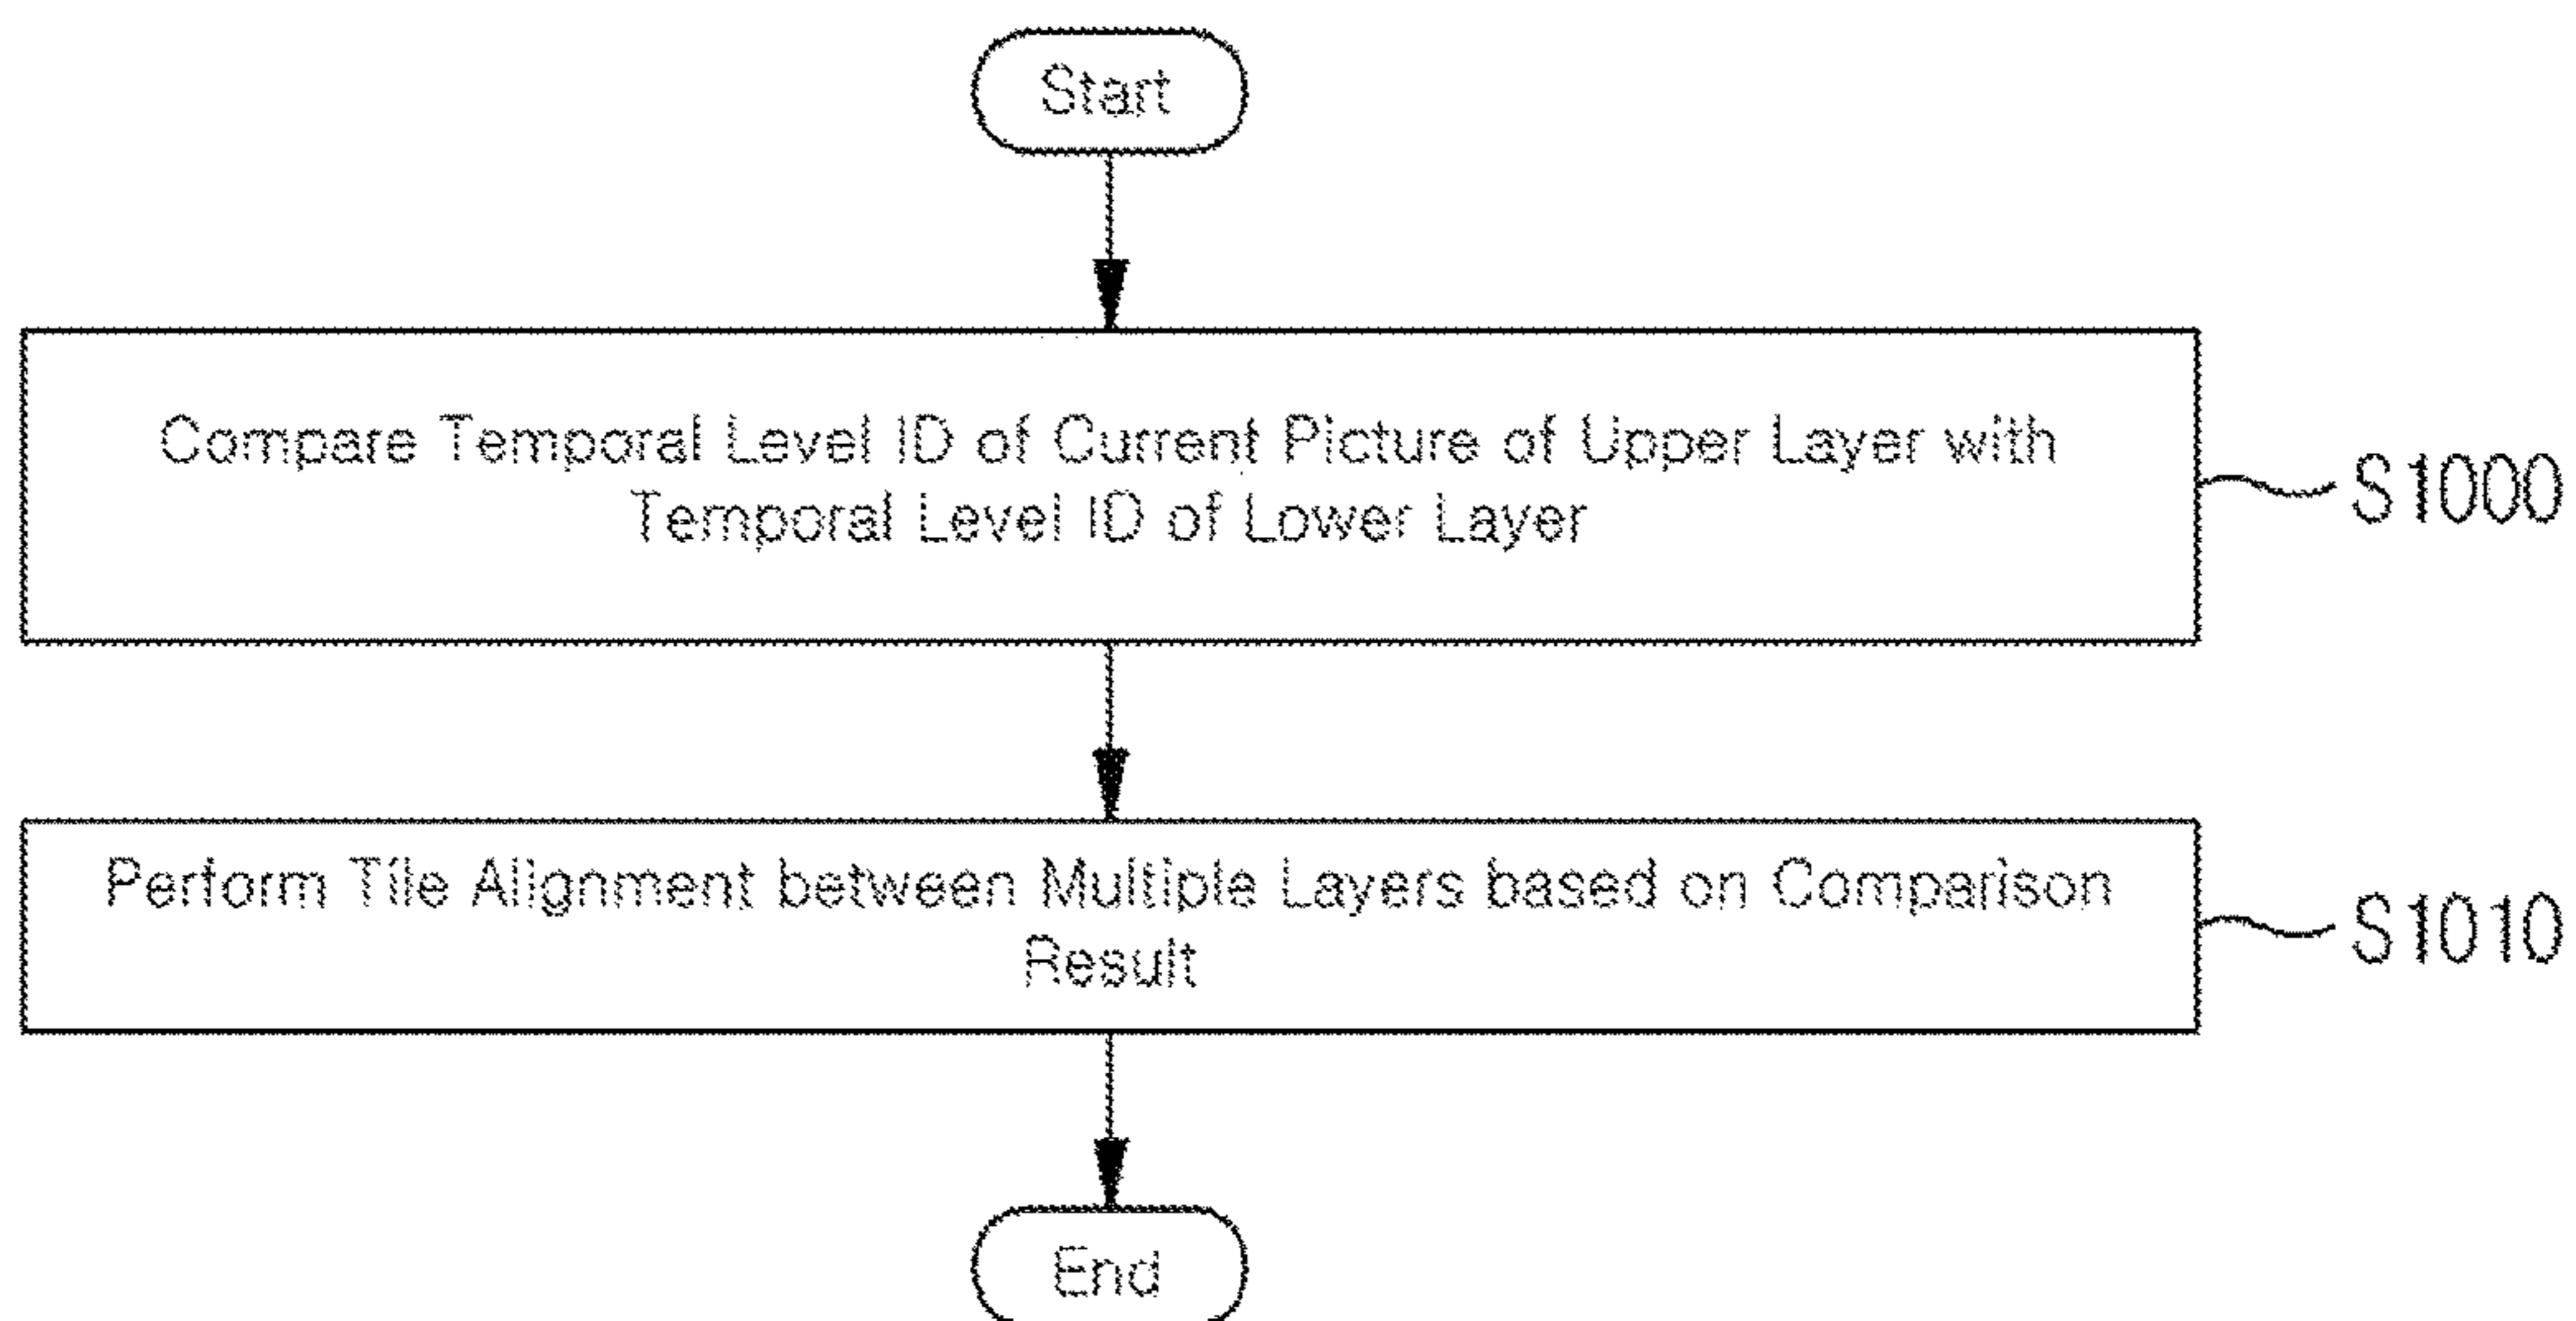 Start
Compare Temporal Level ID of Current Picture of Upper Layer with
Temporal Level ID of Lower Layer
S1000
Perform Tile Alignment between Multiple Layers based on Comparison
Result
S1010
End